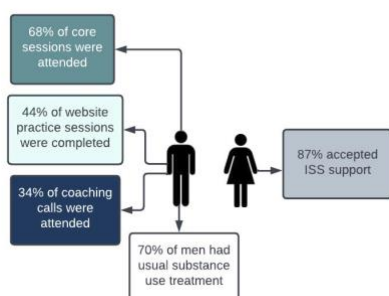 68% of core
sessions were
attended
44% of website
practice sessions
were completed
34% of coaching
calls were
attended
87% accepted
ISS support
70% of men had
usual substance
use treatment